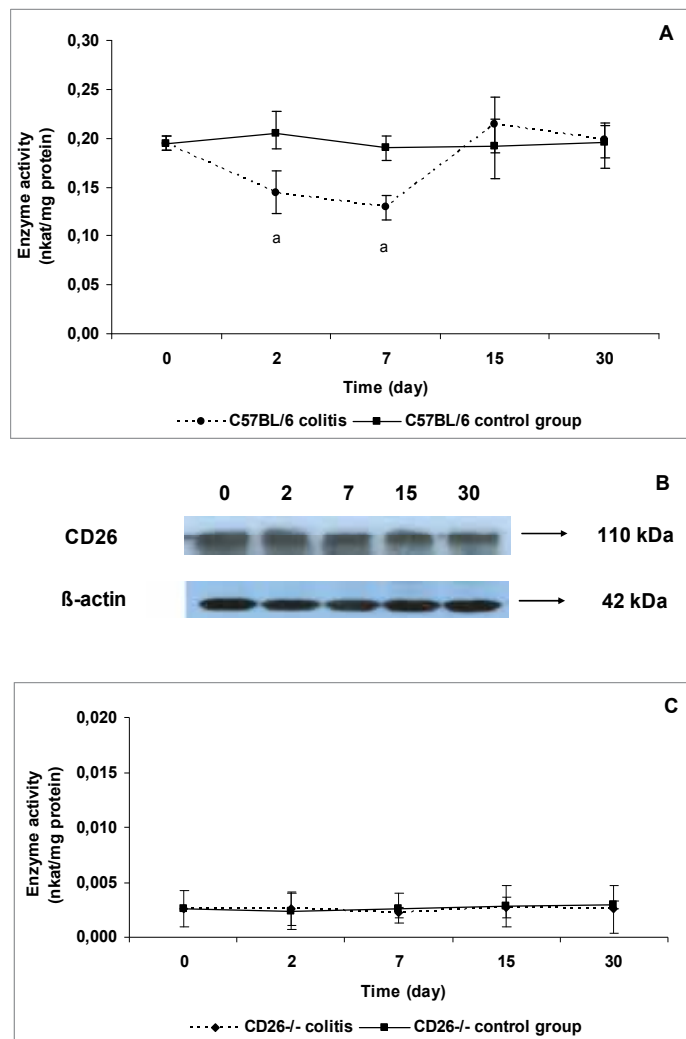 A
0,30
0,25
0,20
0,15
0,10
0,05
0,00
Enzyme activity
(nkat/mg protein)
a
a
0 2 7 15 30
Time (day)
C57BL/6 colitis C57BL/6 control group
B
0 2 7 15 30
CD26 110 kDa
ß-actin 42 kDa
C
0,020
0,015
0,010
0,005
0,000
Enzyme activity
(nkat/mg protein)
0 2 7 15 30
Time (day)
CD26-/- colitis CD26-/- control group